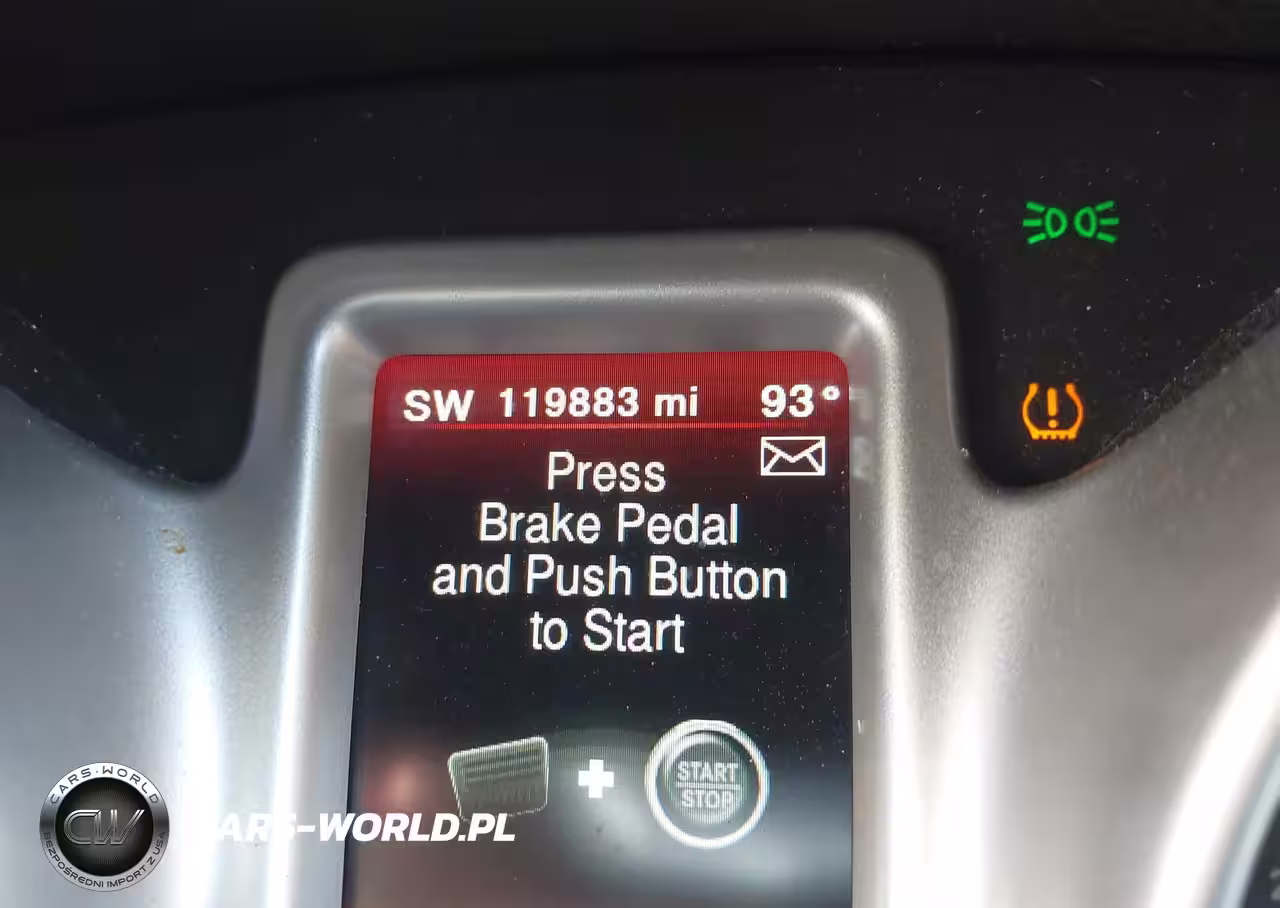 SW 119883 mi 93°
Press
Brake Pedal
and Push Button
to Start
START
STOP
CARS-WORLD
CW
BEZPOŚREDNI IMPORT Z USA
CARS-WORLD.PL